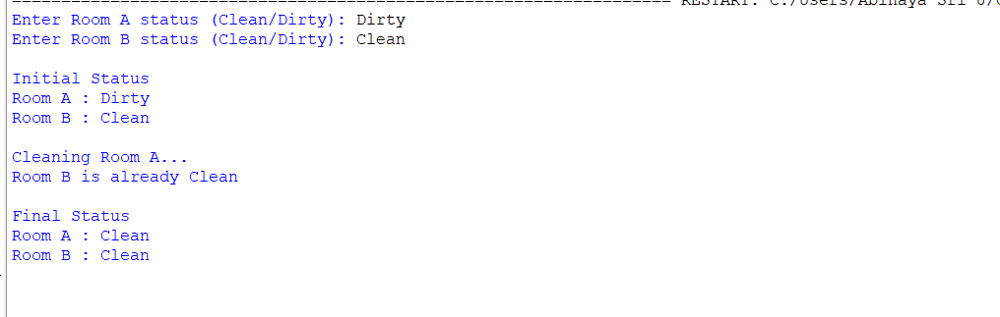 RESTART: C:/Users/Abinaya Sri
Enter Room A status (Clean/Dirty): Dirty
Enter Room B status (Clean/Dirty): Clean
Initial Status
Room A : Dirty
Room B : Clean
Cleaning Room A...
Room B is already Clean
Final Status
Room A : Clean
Room B : Clean